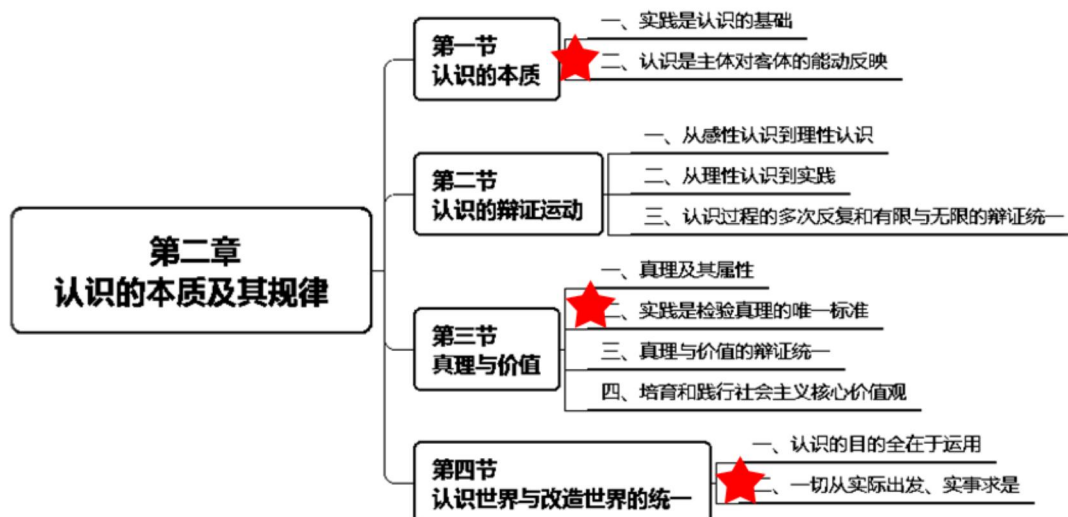 第二章
认识的本质及其规律
第一节
认识的本质
一、实践是认识的基础
二、认识是主体对客体的能动反映
第二节
认识的辩证运动
一、从感性认识到理性认识
二、从理性认识到实践
三、认识过程的多次反复和有限与无限的辩证统一
第三节
真理与价值
一、真理及其属性
二、实践是检验真理的唯一标准
三、真理与价值的辩证统一
四、培育和践行社会主义核心价值观
第四节
认识世界与改造世界的统一
一、认识的目的全在于运用
二、一切从实际出发、实事求是